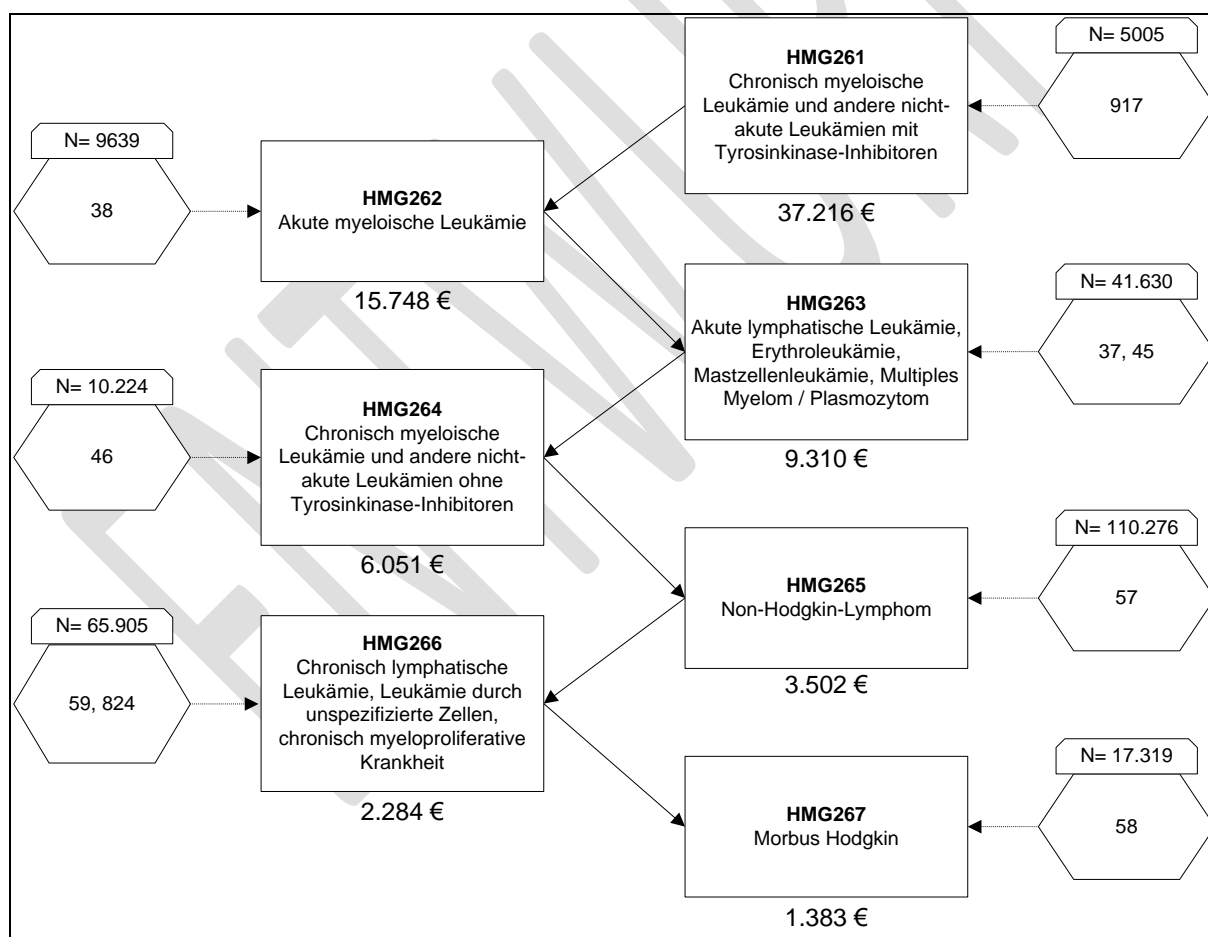 N= 5005
917
HMG261
Chronisch myeloische
Leukämie und andere nicht-
akute Leukämien mit
Tyrosinkinase-Inhibitoren
37.216 €
N= 9639
38
HMG262
Akute myeloische Leukämie
15.748 €
HMG263
Akute lymphatische Leukämie,
Erythroleukämie,
Mastzellenleukämie, Multiples
Myelom / Plasmozytom
9.310 €
N= 41.630
37, 45
N= 10.224
46
HMG264
Chronisch myeloische
Leukämie und andere nicht-
akute Leukämien ohne
Tyrosinkinase-Inhibitoren
6.051 €
HMG265
Non-Hodgkin-Lymphom
3.502 €
N= 110.276
57
N= 65.905
59, 824
HMG266
Chronisch lymphatische
Leukämie, Leukämie durch
unspezifizierte Zellen,
chronisch myeloproliferative
Krankheit
2.284 €
HMG267
Morbus Hodgkin
1.383 €
N= 17.319
58
ENTWURF